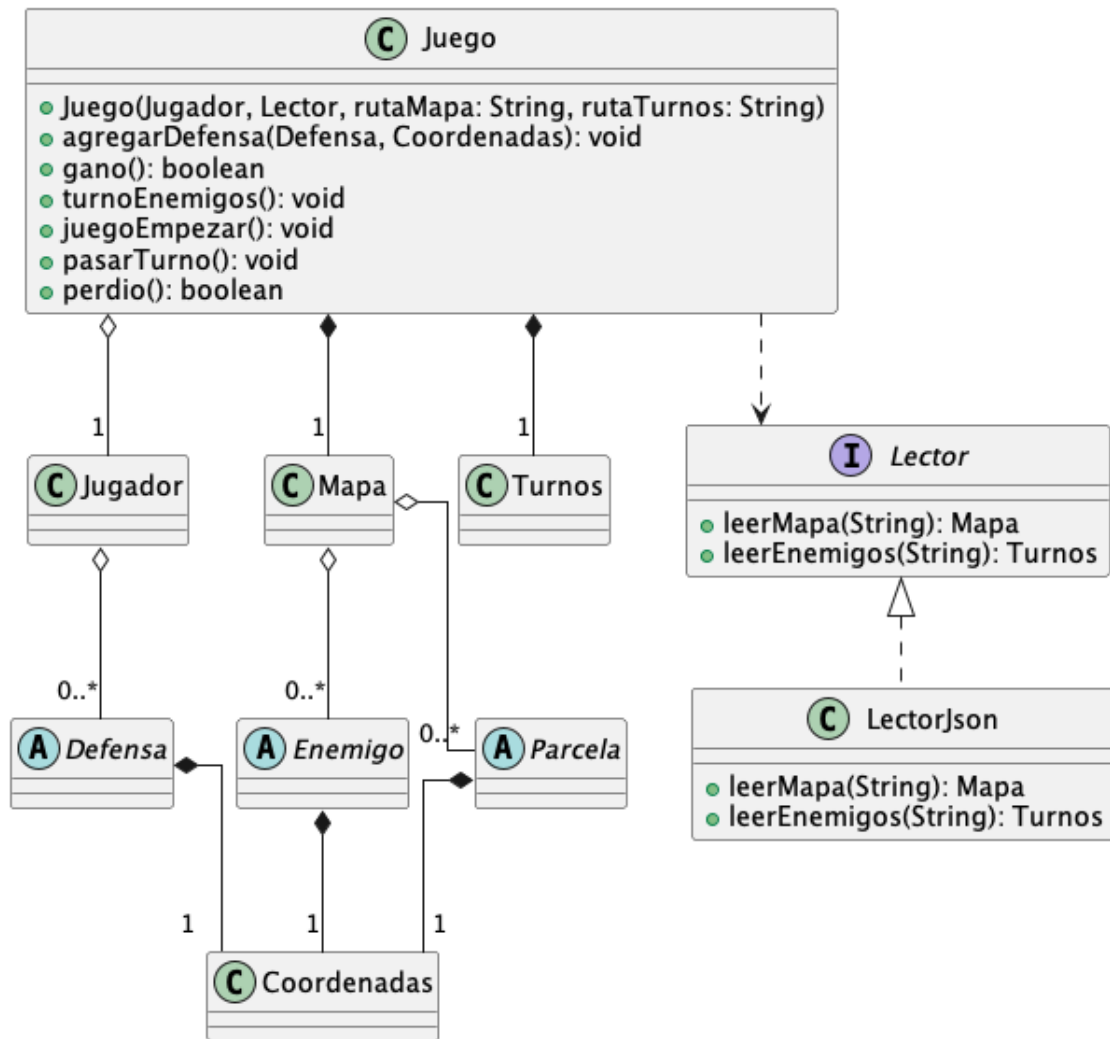 C Juego
Juego(Jugador, Lector, rutaMapa: String, rutaTurnos: String)
agregarDefensa(Defensa, Coordenadas): void
gano(): boolean
turnoEnemigos(): void
juegoEmpezar(): void
pasarTurno(): void
perdio(): boolean
1
1
1
C Jugador
C Mapa
C Turnos
I Lector
leerMapa(String): Mapa
leerEnemigos(String): Turnos
0..*
0..*
0..*
A Defensa
A Enemigo
A Parcela
C LectorJson
leerMapa(String): Mapa
leerEnemigos(String): Turnos
1
1
1
C Coordenadas